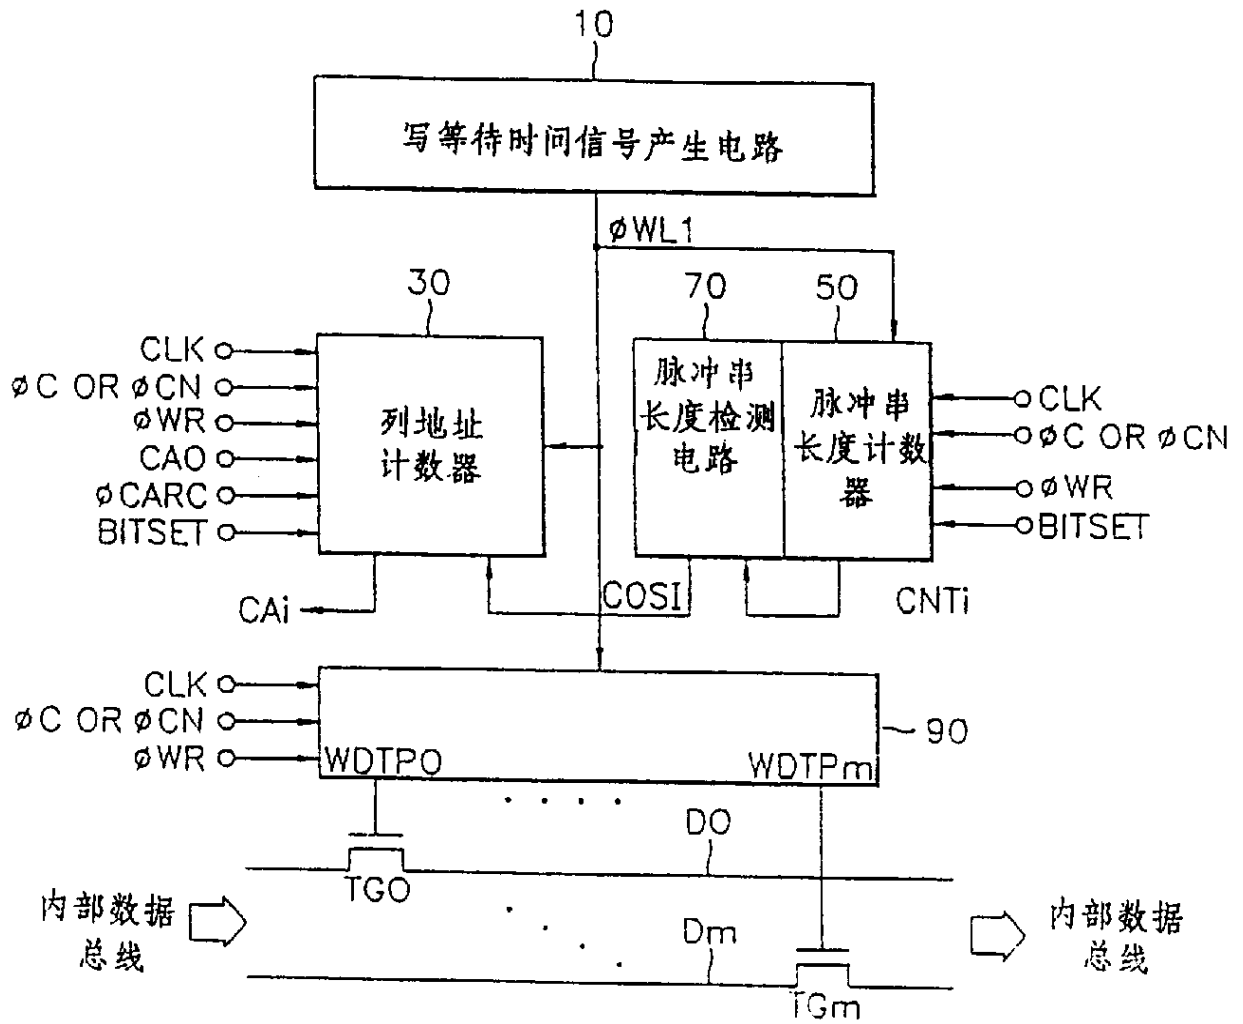 10
写等待时间信号产生电路
øWL1
30
70
50
CLK
øC OR øCN
øWR
CAO
øCARC
BITSET
列地址
计数器
脉冲串
长度检测
电路
脉冲串
长度计数
器
CLK
øC OR øCN
øWR
BITSET
CAi
COSI
CNTi
CLK
øC OR øCN
øWR
WDTPO
WDTPm
90
DO
TGO
内部数据
总线
Dm
TGm
内部数据
总线